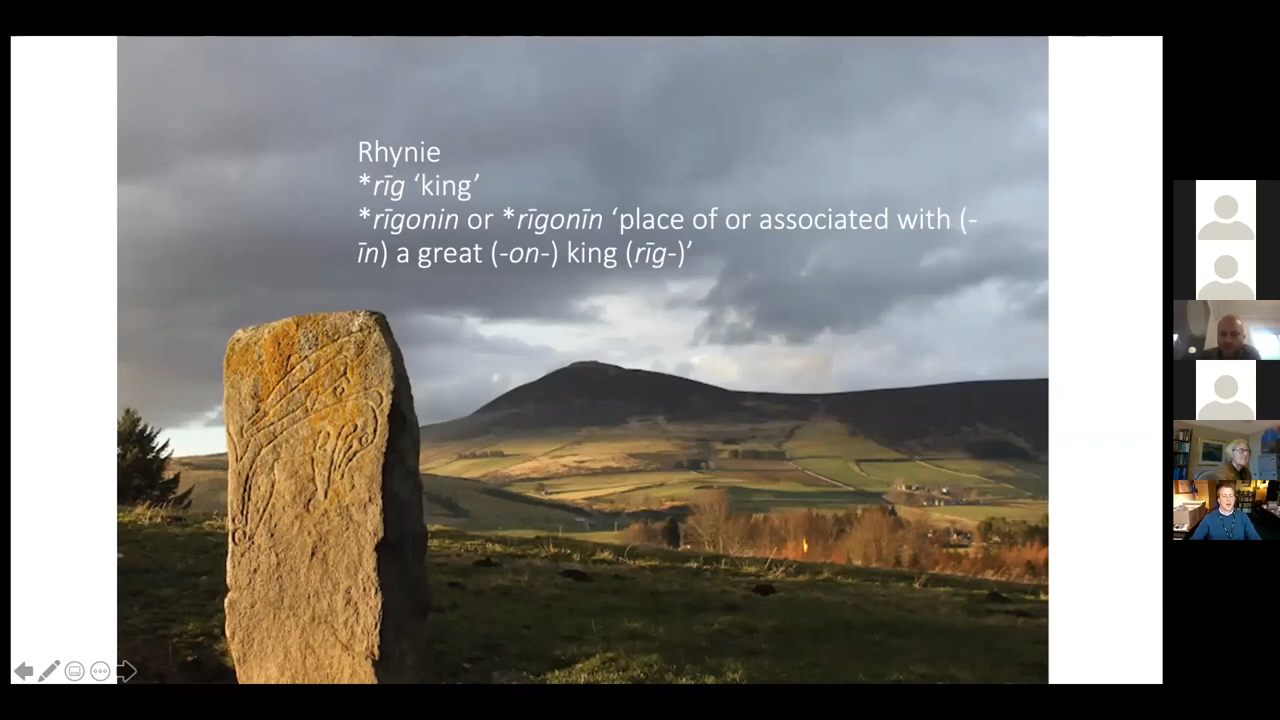 Rhynie
*rīg ‘king’
*rīgonin or *rīgonīn ‘place of or associated with (-
īn) a great (-on-) king (rīg-)’